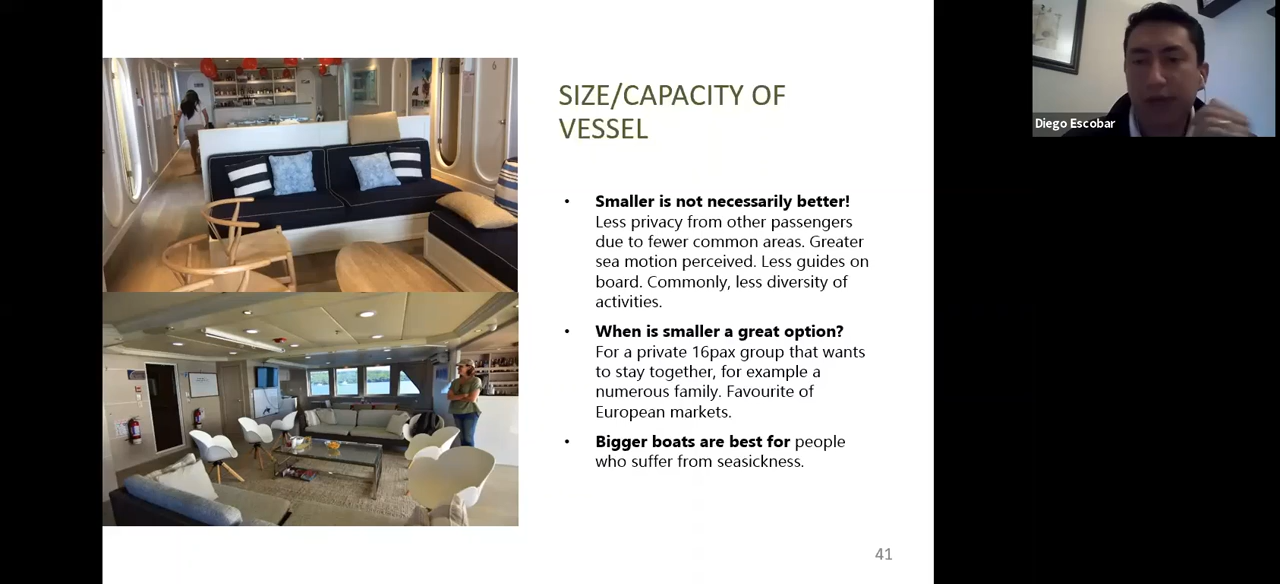 SIZE/CAPACITY OF
VESSEL
• Smaller is not necessarily better!
Less privacy from other passengers
due to fewer common areas. Greater
sea motion perceived. Less guides on
board. Commonly, less diversity of
activities.
• When is smaller a great option?
For a private 16pax group that wants
to stay together, for example a
numerous family. Favourite of
European markets.
• Bigger boats are best for people
who suffer from seasickness.
41
Diego Escobar